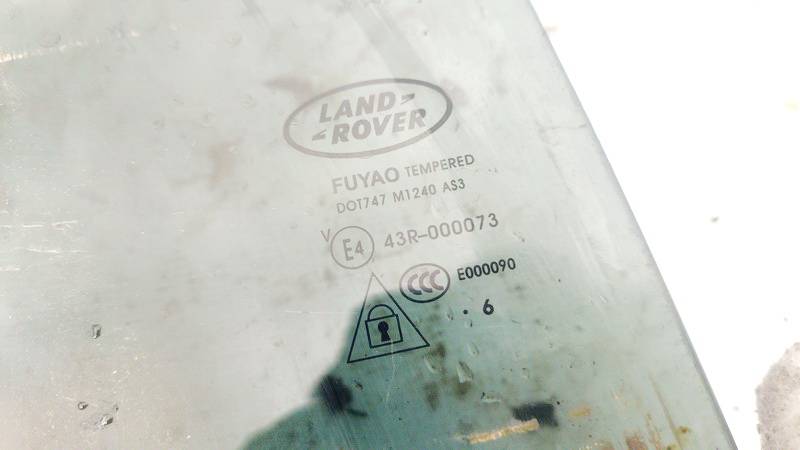 LAND
ROVER
FUYAO TEMPERED
DOT747 M1240 AS3
V
E4 43R-000073
CCC E000090
. 6